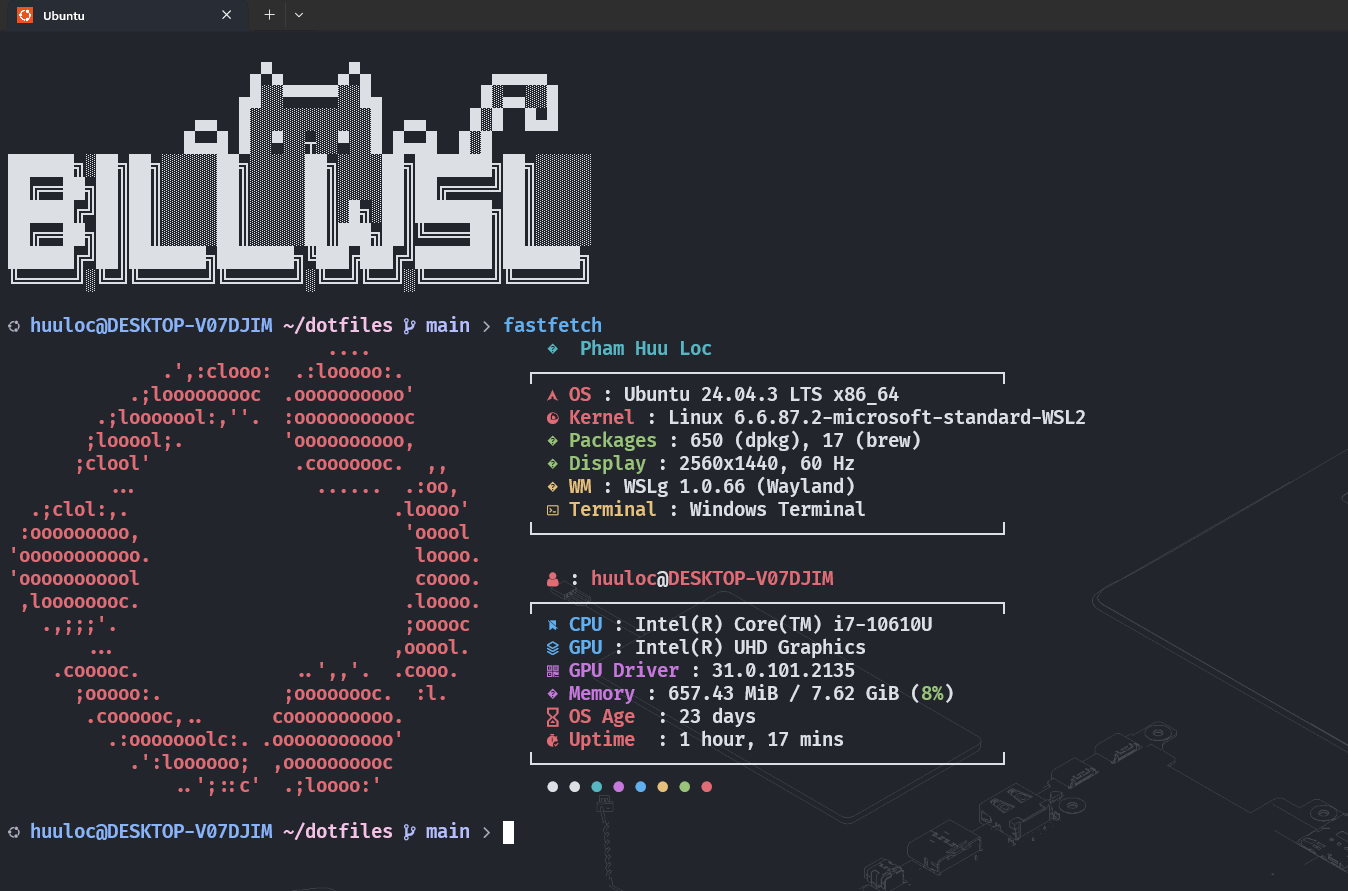 Ubuntu
BILLWSL
huuloc@DESKTOP-V07DJIM ~/dotfiles main › fastfetch
Pham Huu Loc
OS : Ubuntu 24.04.3 LTS x86_64
Kernel : Linux 6.6.87.2-microsoft-standard-WSL2
Packages : 650 (dpkg), 17 (brew)
Display : 2560x1440, 60 Hz
WM : WSLg 1.0.66 (Wayland)
Terminal : Windows Terminal
: huuloc@DESKTOP-V07DJIM
CPU : Intel(R) Core(TM) i7-10610U
GPU : Intel(R) UHD Graphics
GPU Driver : 31.0.101.2135
Memory : 657.43 MiB / 7.62 GiB (8%)
OS Age : 23 days
Uptime : 1 hour, 17 mins
huuloc@DESKTOP-V07DJIM ~/dotfiles main ›